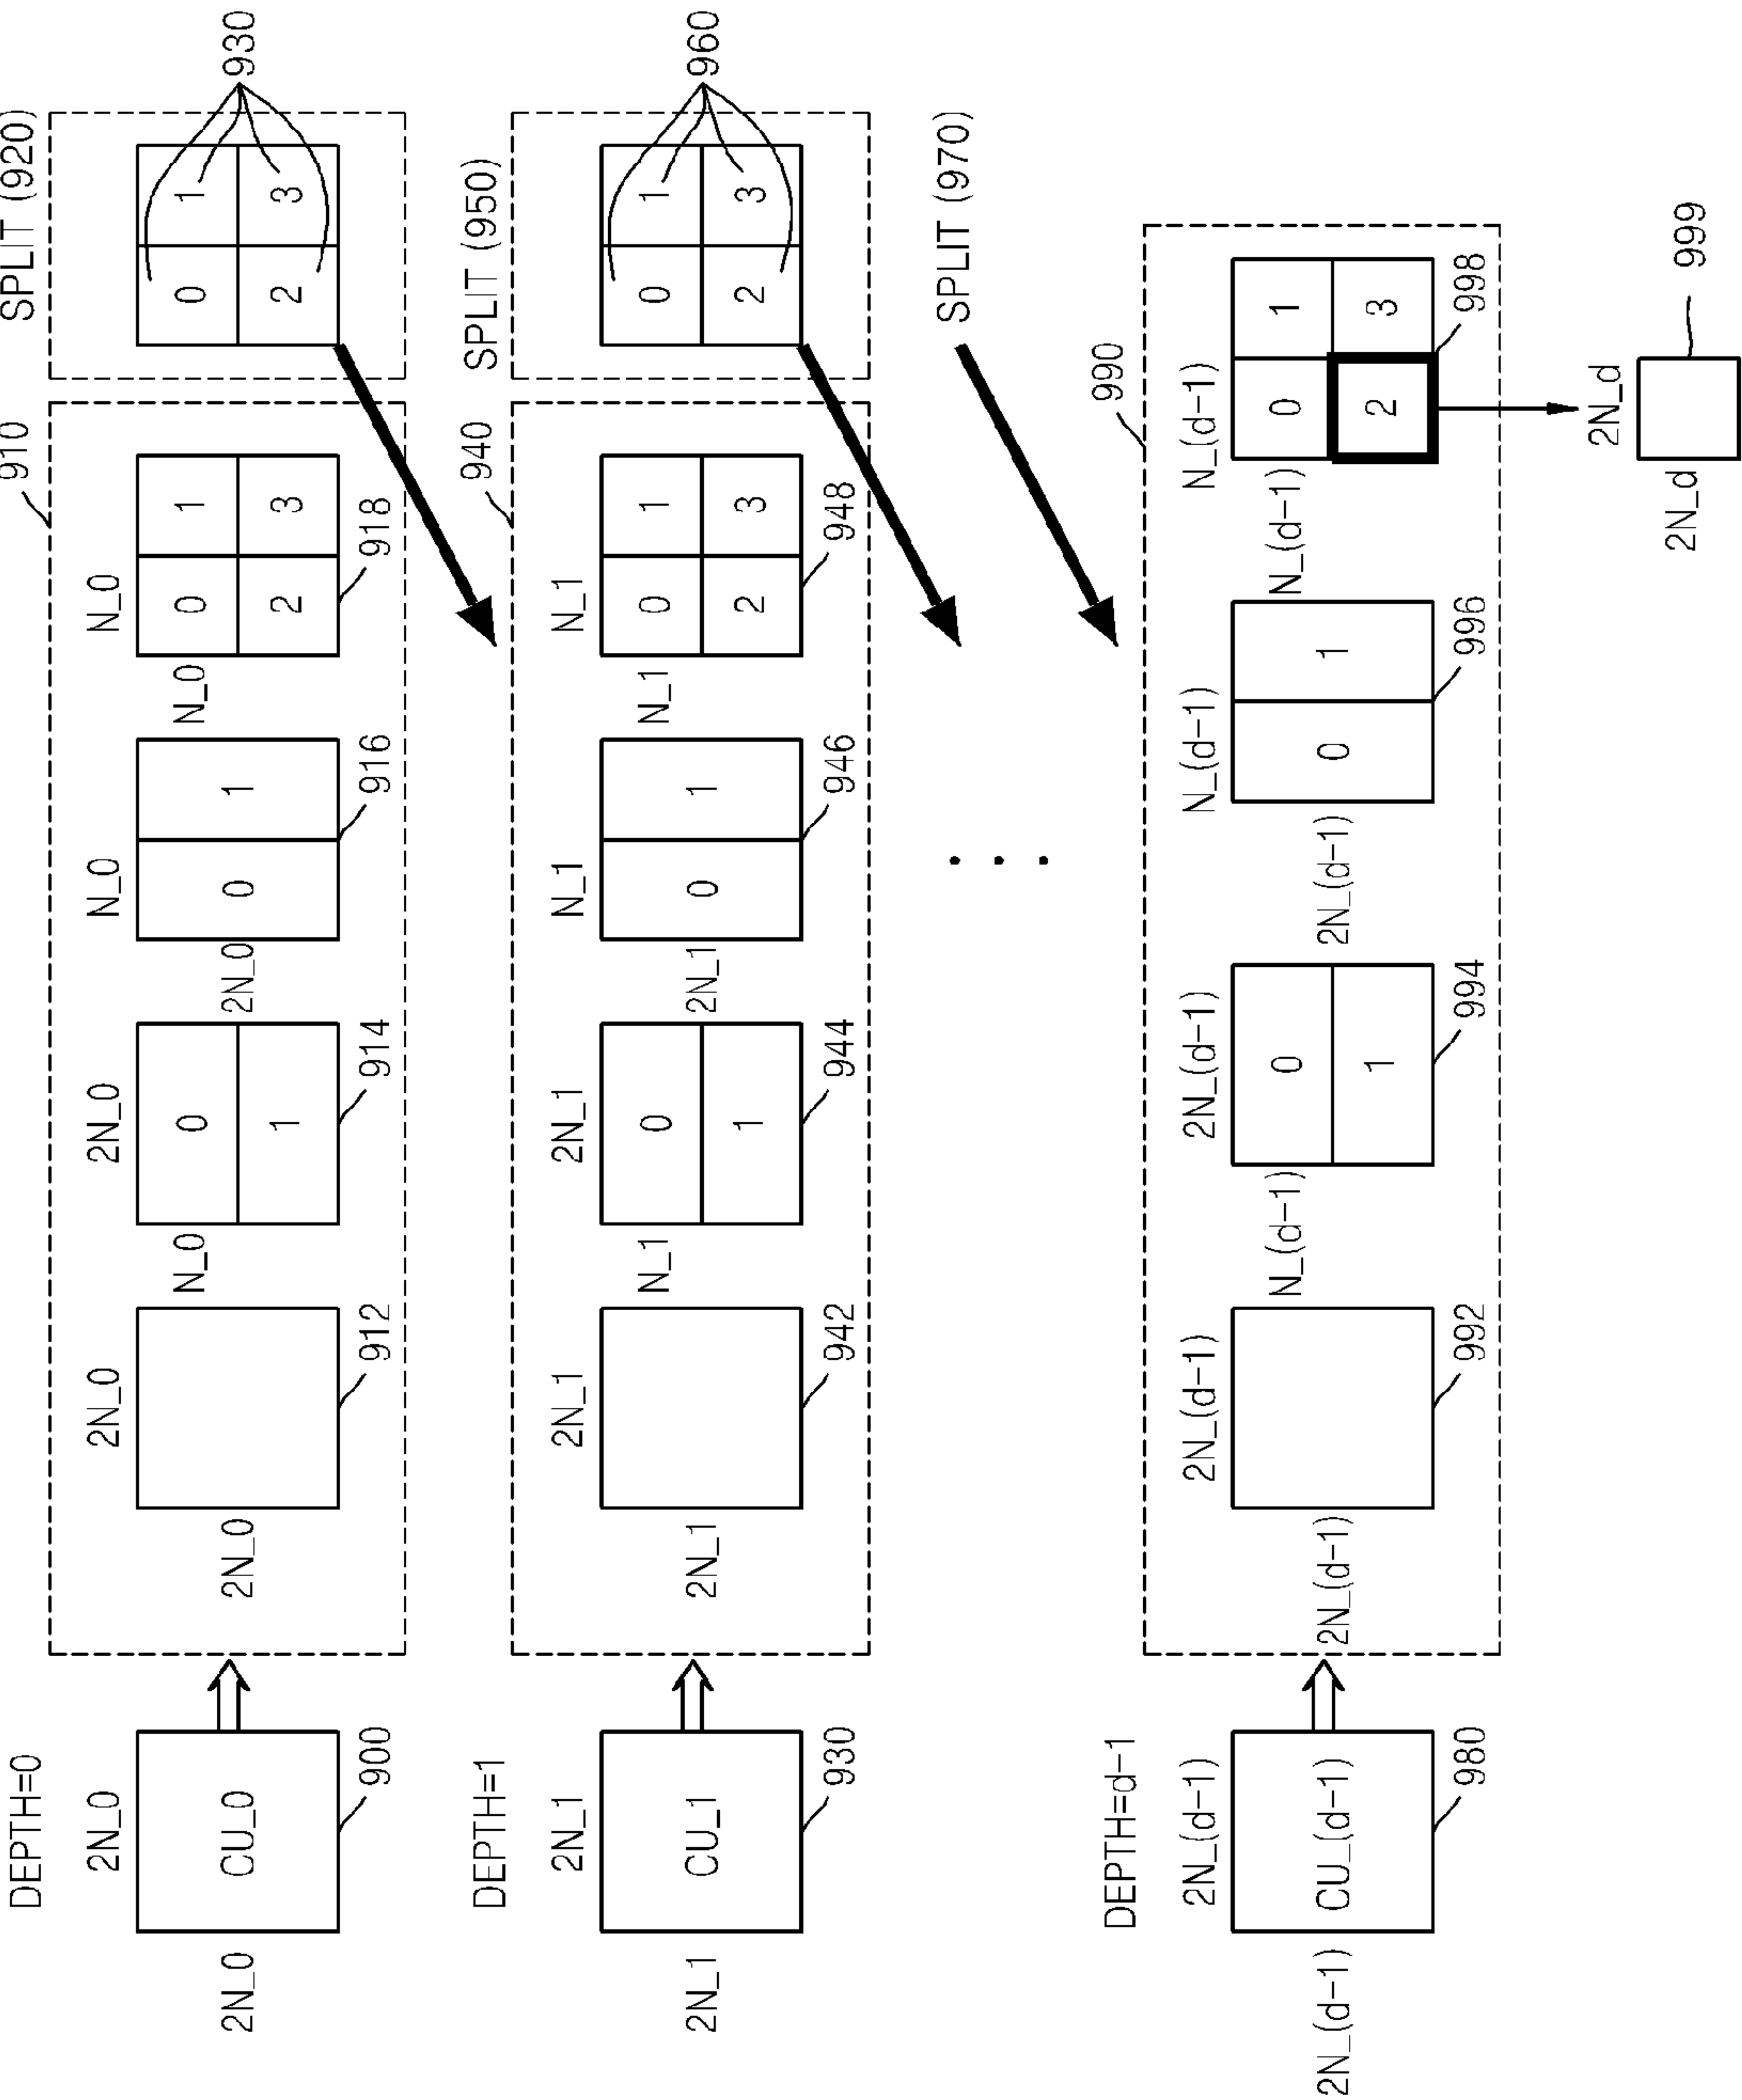 DEPTH=0 910 SPLIT (920)
2N_0 2N_0 2N_0 N_0 N_0
N_0 0 N_0 0 1 0 1
2N_0 CU_0 2N_0 2N_0 0 1 930
1 2 3 2 3
900 912 914 916 918
DEPTH=1 940 SPLIT (950)
2N_1 2N_1 2N_1 N_1 N_1
N_1 0 N_1 0 1 0 1
2N_1 CU_1 2N_1 2N_1 0 1 960
1 2 3 2 3
930 942 944 946 948
SPLIT (970)
DEPTH=d-1 990
2N_(d-1) 2N_(d-1) 2N_(d-1) N_(d-1) N_(d-1)
N_(d-1) 0 N_(d-1) 0 1
2N_(d-1) CU_(d-1) 2N_(d-1) 2N_(d-1) 0 1
1 2 3
980 992 994 996 998
2N_d
2N_d 999